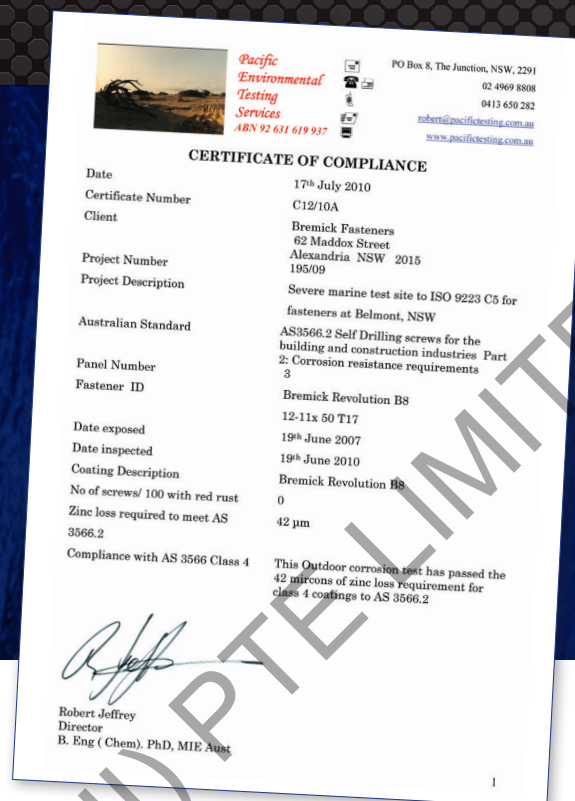 Pacific
Environmental
Testing
Services
ABN 92 631 619 937
PO Box 8, The Junction, NSW, 2291
02 4969 8808
0413 650 282
robert@pacifictesting.com.au
www.pacifictesting.com.au
CERTIFICATE OF COMPLIANCE
Date 17th July 2010
Certificate Number C12/10A
Client Bremick Fasteners
62 Maddox Street
Alexandria NSW 2015
Project Number 195/09
Project Description Severe marine test site to ISO 9223 C5 for
fasteners at Belmont, NSW
Australian Standard AS3566.2 Self Drilling screws for the
building and construction industries Part
2: Corrosion resistance requirements
Panel Number 3
Fastener ID Bremick Revolution B8
12-11x 50 T17
Date exposed 19th June 2007
Date inspected 19th June 2010
Coating Description Bremick Revolution B8
No of screws/ 100 with red rust 0
Zinc loss required to meet AS 42 µm
3566.2
Compliance with AS 3566 Class 4 This Outdoor corrosion test has passed the
42 mircons of zinc loss requirement for
class 4 coatings to AS 3566.2
Robert Jeffrey
Director
B. Eng ( Chem). PhD, MIE Aust
1
) PTE LIMITE